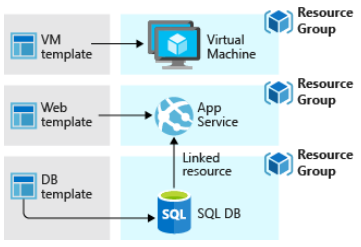 VM
template
Virtual
Machine
Resource
Group
Web
template
App
Service
Resource
Group
Linked
resource
DB
template
SQL
SQL DB
Resource
Group